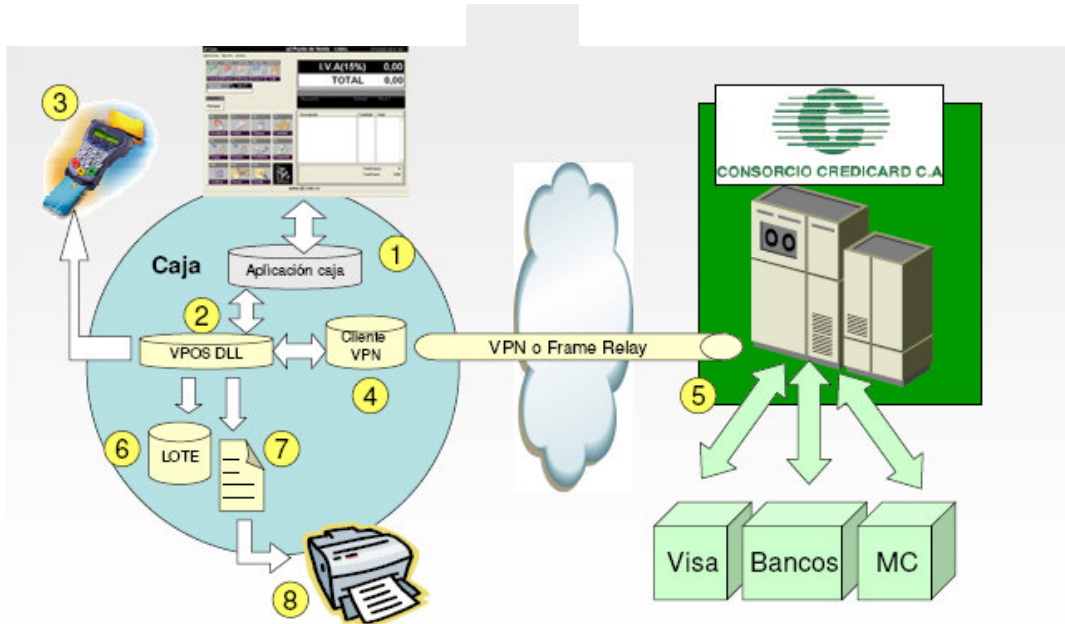 I.V.A(15%) 0,00
TOTAL 0,00
3
CONSORCIO CREDICARD C.A
1
Caja
Aplicación caja
2
VPOS DLL
Cliente
VPN
VPN o Frame Relay
4
5
6
LOTE
7
8
Visa
Bancos
MC